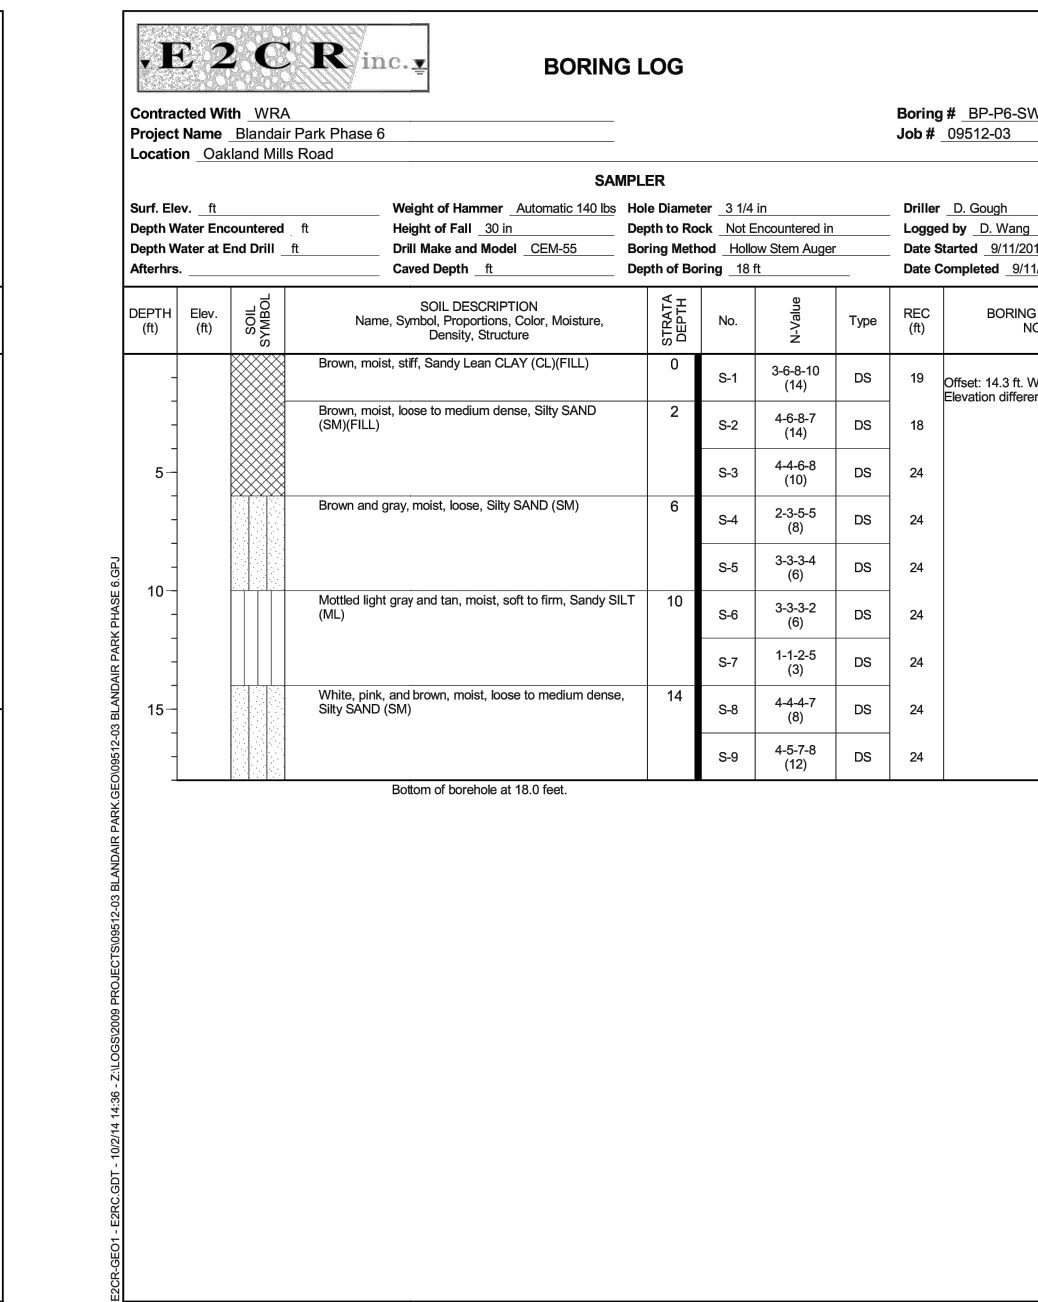 E2CR inc.
BORING LOG
Contracted With WRA
Boring # BP-P6-SW
Project Name Blandair Park Phase 6
Job # 09512-03
Location Oakland Mills Road
SAMPLER
Surf. Elev. ft Weight of Hammer Automatic 140 lbs Hole Diameter 3 1/4 in Driller D. Gough
Depth Water Encountered ft Height of Fall 30 in Depth to Rock Not Encountered in Logged by D. Wang
Depth Water at End Drill ft Drill Make and Model CEM-55 Boring Method Hollow Stem Auger Date Started 9/11/201
Afterhrs. Caved Depth ft Depth of Boring 18 ft Date Completed 9/11/
DEPTH (ft) Elev. (ft) SOIL SYMBOL SOIL DESCRIPTION Name, Symbol, Proportions, Color, Moisture, Density, Structure STRATA DEPTH No. N-Value Type REC (ft) BORING NO
Brown, moist, stiff, Sandy Lean CLAY (CL)(FILL) 0
S-1 3-6-8-10 (14) DS 19
Offset: 14.3 ft. W
Elevation differen
Brown, moist, loose to medium dense, Silty SAND (SM)(FILL) 2
S-2 4-6-8-7 (14) DS 18
5 S-3 4-4-6-8 (10) DS 24
Brown and gray, moist, loose, Silty SAND (SM) 6
S-4 2-3-5-5 (8) DS 24
S-5 3-3-3-4 (6) DS 24
10 Mottled light gray and tan, moist, soft to firm, Sandy SILT (ML) 10
S-6 3-3-3-2 (6) DS 24
S-7 1-1-2-5 (3) DS 24
White, pink, and brown, moist, loose to medium dense, Silty SAND (SM) 14
15 S-8 4-4-4-7 (8) DS 24
S-9 4-5-7-8 (12) DS 24
Bottom of borehole at 18.0 feet.
E2CR-GEO1 - E2RC.GDT - 10/2/14 14:36 - Z:\LOGS\2009 PROJECTS\09512-03 BLANDAIR PARK.GEO\09512-03 BLANDAIR PARK PHASE 6.GPJ